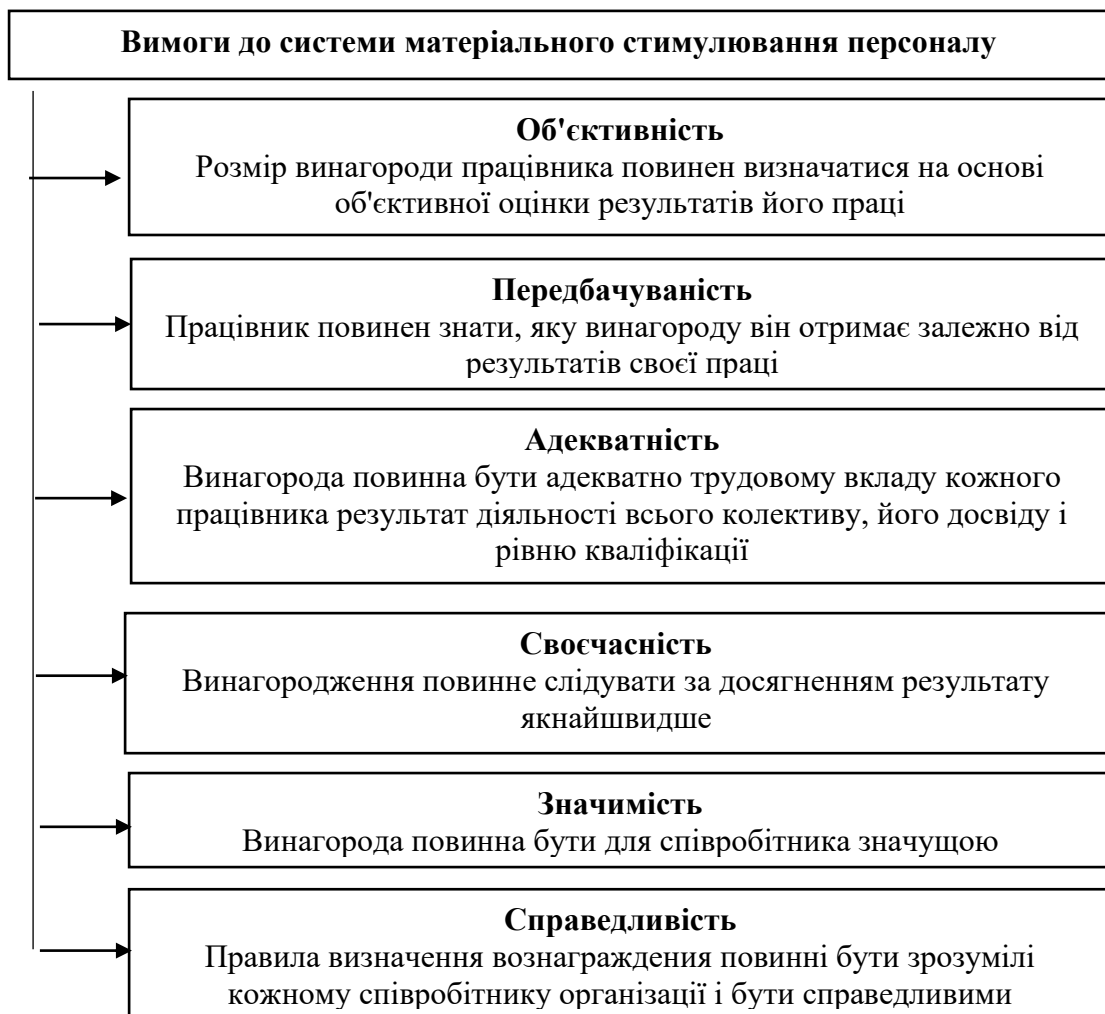 Вимоги до системи матеріального стимулювання персоналу
Об'єктивність
Розмір винагороди працівника повинен визначатися на основі
об'єктивної оцінки результатів його праці
Передбачуваність
Працівник повинен знати, яку винагороду він отримає залежно від
результатів своєї праці
Адекватність
Винагорода повинна бути адекватно трудовому вкладу кожного
працівника результат діяльності всього колективу, його досвіду і
рівню кваліфікації
Своєчасність
Винагородження повинне слідувати за досягненням результату
якнайшвидше
Значимість
Винагорода повинна бути для співробітника значущою
Справедливість
Правила визначення вознаграждения повинні бути зрозумілі
кожному співробітнику організації і бути справедливими